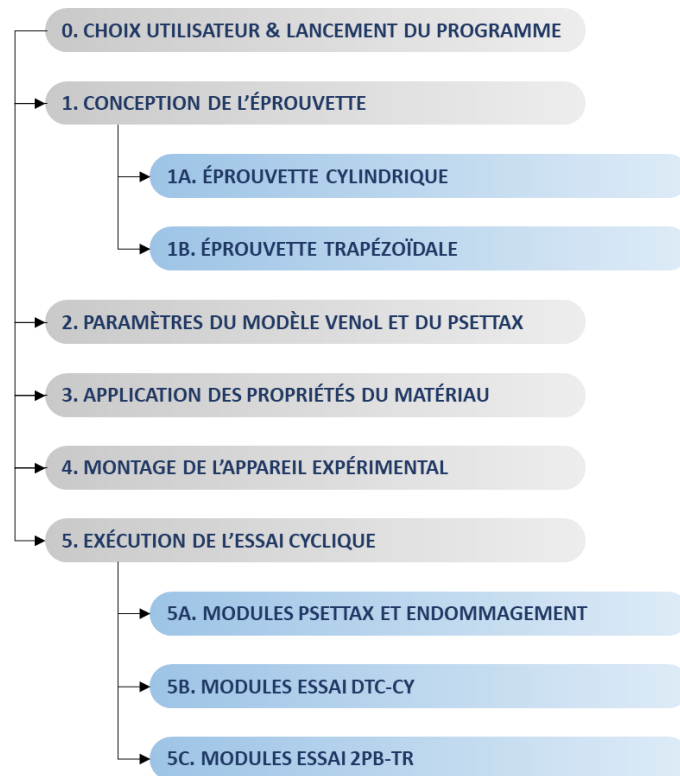 0. CHOIX UTILISATEUR & LANCEMENT DU PROGRAMME
1. CONCEPTION DE L’ÉPROUVETTE
1A. ÉPROUVETTE CYLINDRIQUE
1B. ÉPROUVETTE TRAPÉZOÏDALE
2. PARAMÈTRES DU MODÈLE VENoL ET DU PSETTAX
3. APPLICATION DES PROPRIÉTÉS DU MATÉRIAU
4. MONTAGE DE L’APPAREIL EXPÉRIMENTAL
5. EXÉCUTION DE L’ESSAI CYCLIQUE
5A. MODULES PSETTAX ET ENDOMMAGEMENT
5B. MODULES ESSAI DTC-CY
5C. MODULES ESSAI 2PB-TR